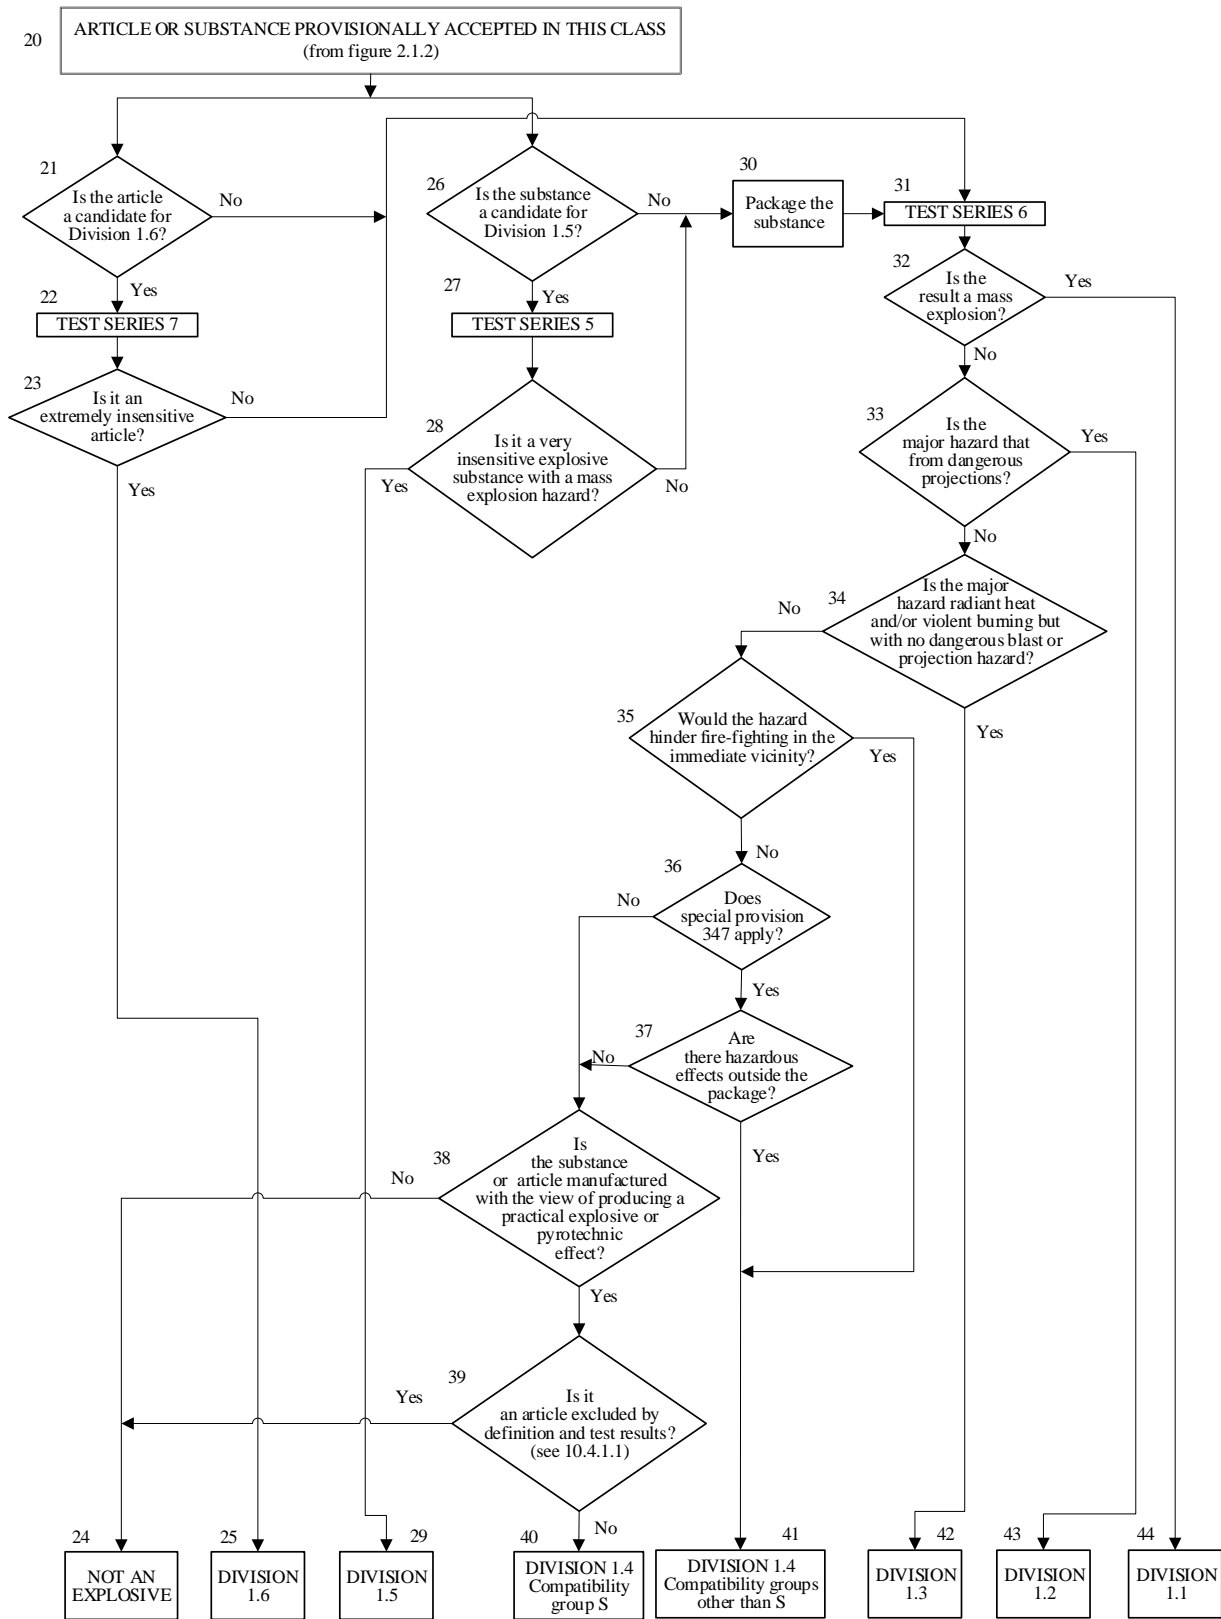 20
ARTICLE OR SUBSTANCE PROVISIONALLY ACCEPTED IN THIS CLASS
(from figure 2.1.2)
21
Is the article
a candidate for
Division 1.6?
No
Yes
22
TEST SERIES 7
23
Is it an
extremely insensitive
article?
No
Yes
26
Is the substance
a candidate for
Division 1.5?
No
Yes
27
TEST SERIES 5
28
Is it a very
insensitive explosive
substance with a mass
explosion hazard?
Yes
No
30
Package the
substance
31
TEST SERIES 6
32
Is the
result a mass
explosion?
Yes
No
33
Is the
major hazard that
from dangerous
projections?
Yes
No
34
Is the major
hazard radiant heat
and/or violent burning but
with no dangerous blast or
projection hazard?
No
Yes
35
Would the hazard
hinder fire-fighting in the
immediate vicinity?
Yes
No
36
Does
special provision
347 apply?
No
Yes
37
Are
there hazardous
effects outside the
package?
No
Yes
38
Is
the substance
or article manufactured
with the view of producing a
practical explosive or
pyrotechnic
effect?
No
Yes
39
Is it
an article excluded by
definition and test results?
(see 10.4.1.1)
Yes
No
24
NOT AN
EXPLOSIVE
25
DIVISION
1.6
29
DIVISION
1.5
40
DIVISION 1.4
Compatibility
group S
41
DIVISION 1.4
Compatibility groups
other than S
42
DIVISION
1.3
43
DIVISION
1.2
44
DIVISION
1.1